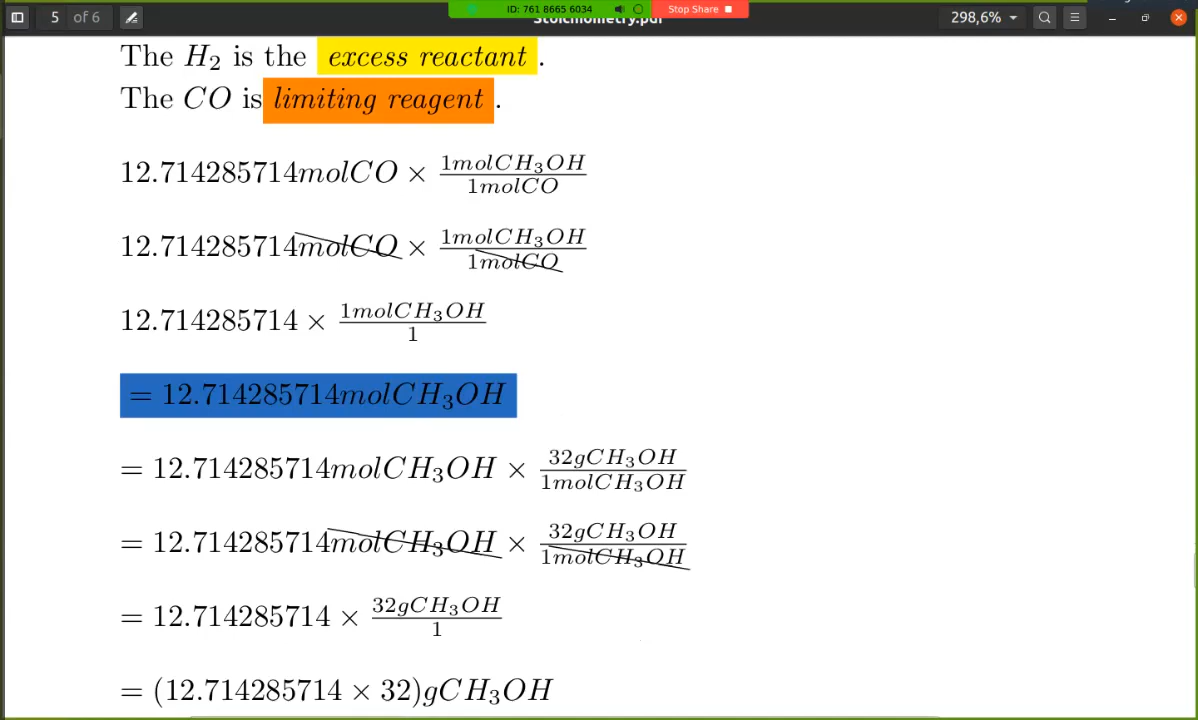 5 of 6
ID: 761 8665 6034 Stop Share
Stoichiometry.pdf
298,6%
The H₂ is the excess reactant .
The CO is limiting reagent .
12.714285714molCO × 1molCH₃OH/1molCO
12.714285714molCO × 1molCH₃OH/1molCO
12.714285714 × 1molCH₃OH/1
= 12.714285714molCH₃OH
= 12.714285714molCH₃OH × 32gCH₃OH/1molCH₃OH
= 12.714285714molCH₃OH × 32gCH₃OH/1molCH₃OH
= 12.714285714 × 32gCH₃OH/1
= (12.714285714 × 32)gCH₃OH